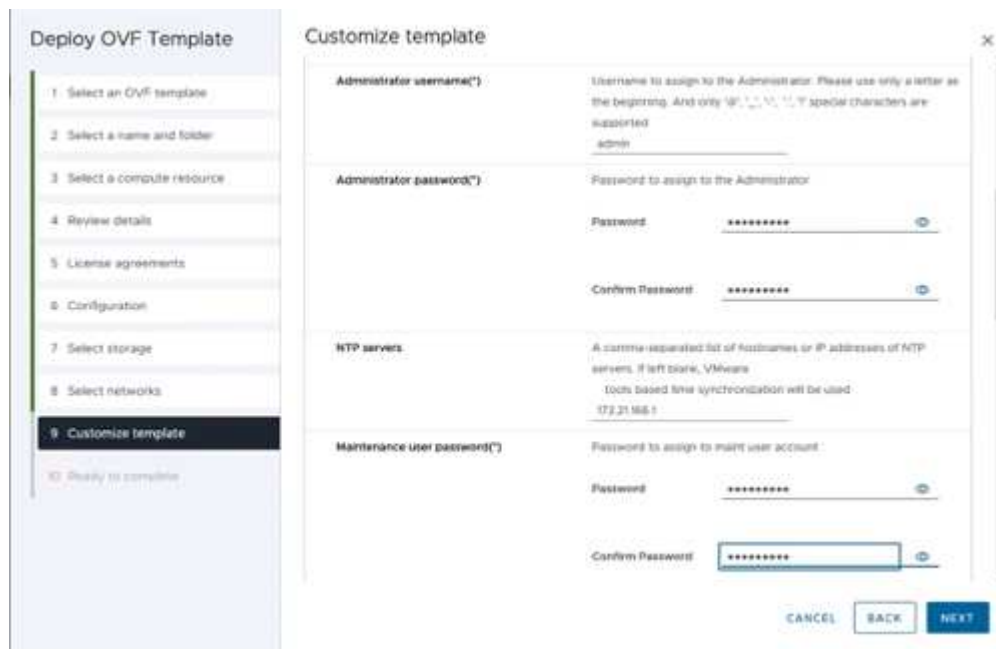 Deploy OVF Template
1 Select an OVF template
2 Select a name and folder
3 Select a compute resource
4 Review details
5 License agreements
6 Configuration
7 Select storage
8 Select networks
9 Customize template
10 Ready to complete
Customize template
×
Administrator username(*)
Username to assign to the Administrator. Please use only a letter as
the beginning. And only
special characters are
supported
admin
Administrator password(*)
Password to assign to the Administrator
Password
•••••••••
Confirm Password
•••••••••
NTP servers
A comma-separated list of hostnames or IP addresses of NTP
servers. If left blank, VMware
tools based time synchronization will be used
172.21.166.1
Maintenance user password(*)
Password to assign to maint user account
Password
•••••••••
Confirm Password
•••••••••
CANCEL
BACK
NEXT